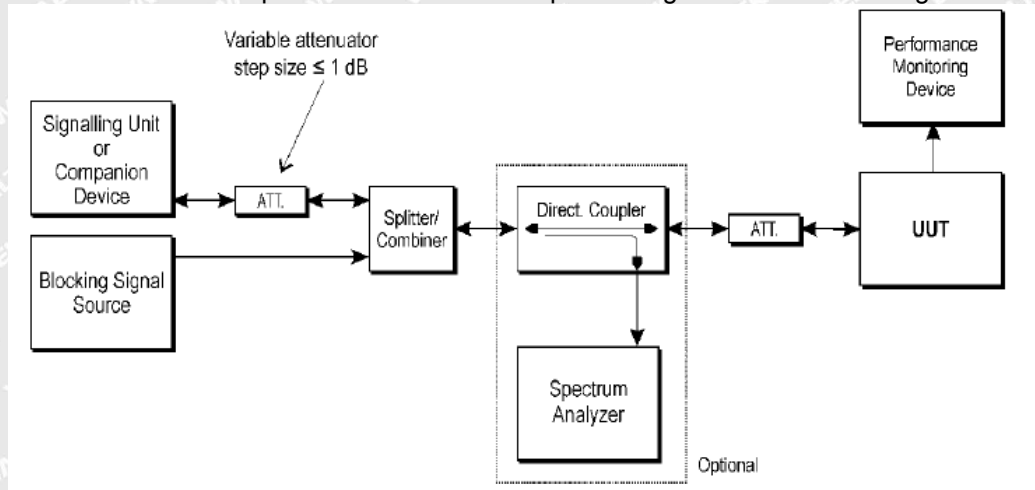 Variable attenuator
step size ≤ 1 dB
Signalling Unit
or
Companion
Device
ATT.
Splitter/
Combiner
Blocking Signal
Source
Direct. Coupler
Spectrum
Analyzer
Optional
ATT.
UUT
Performance
Monitoring
Device